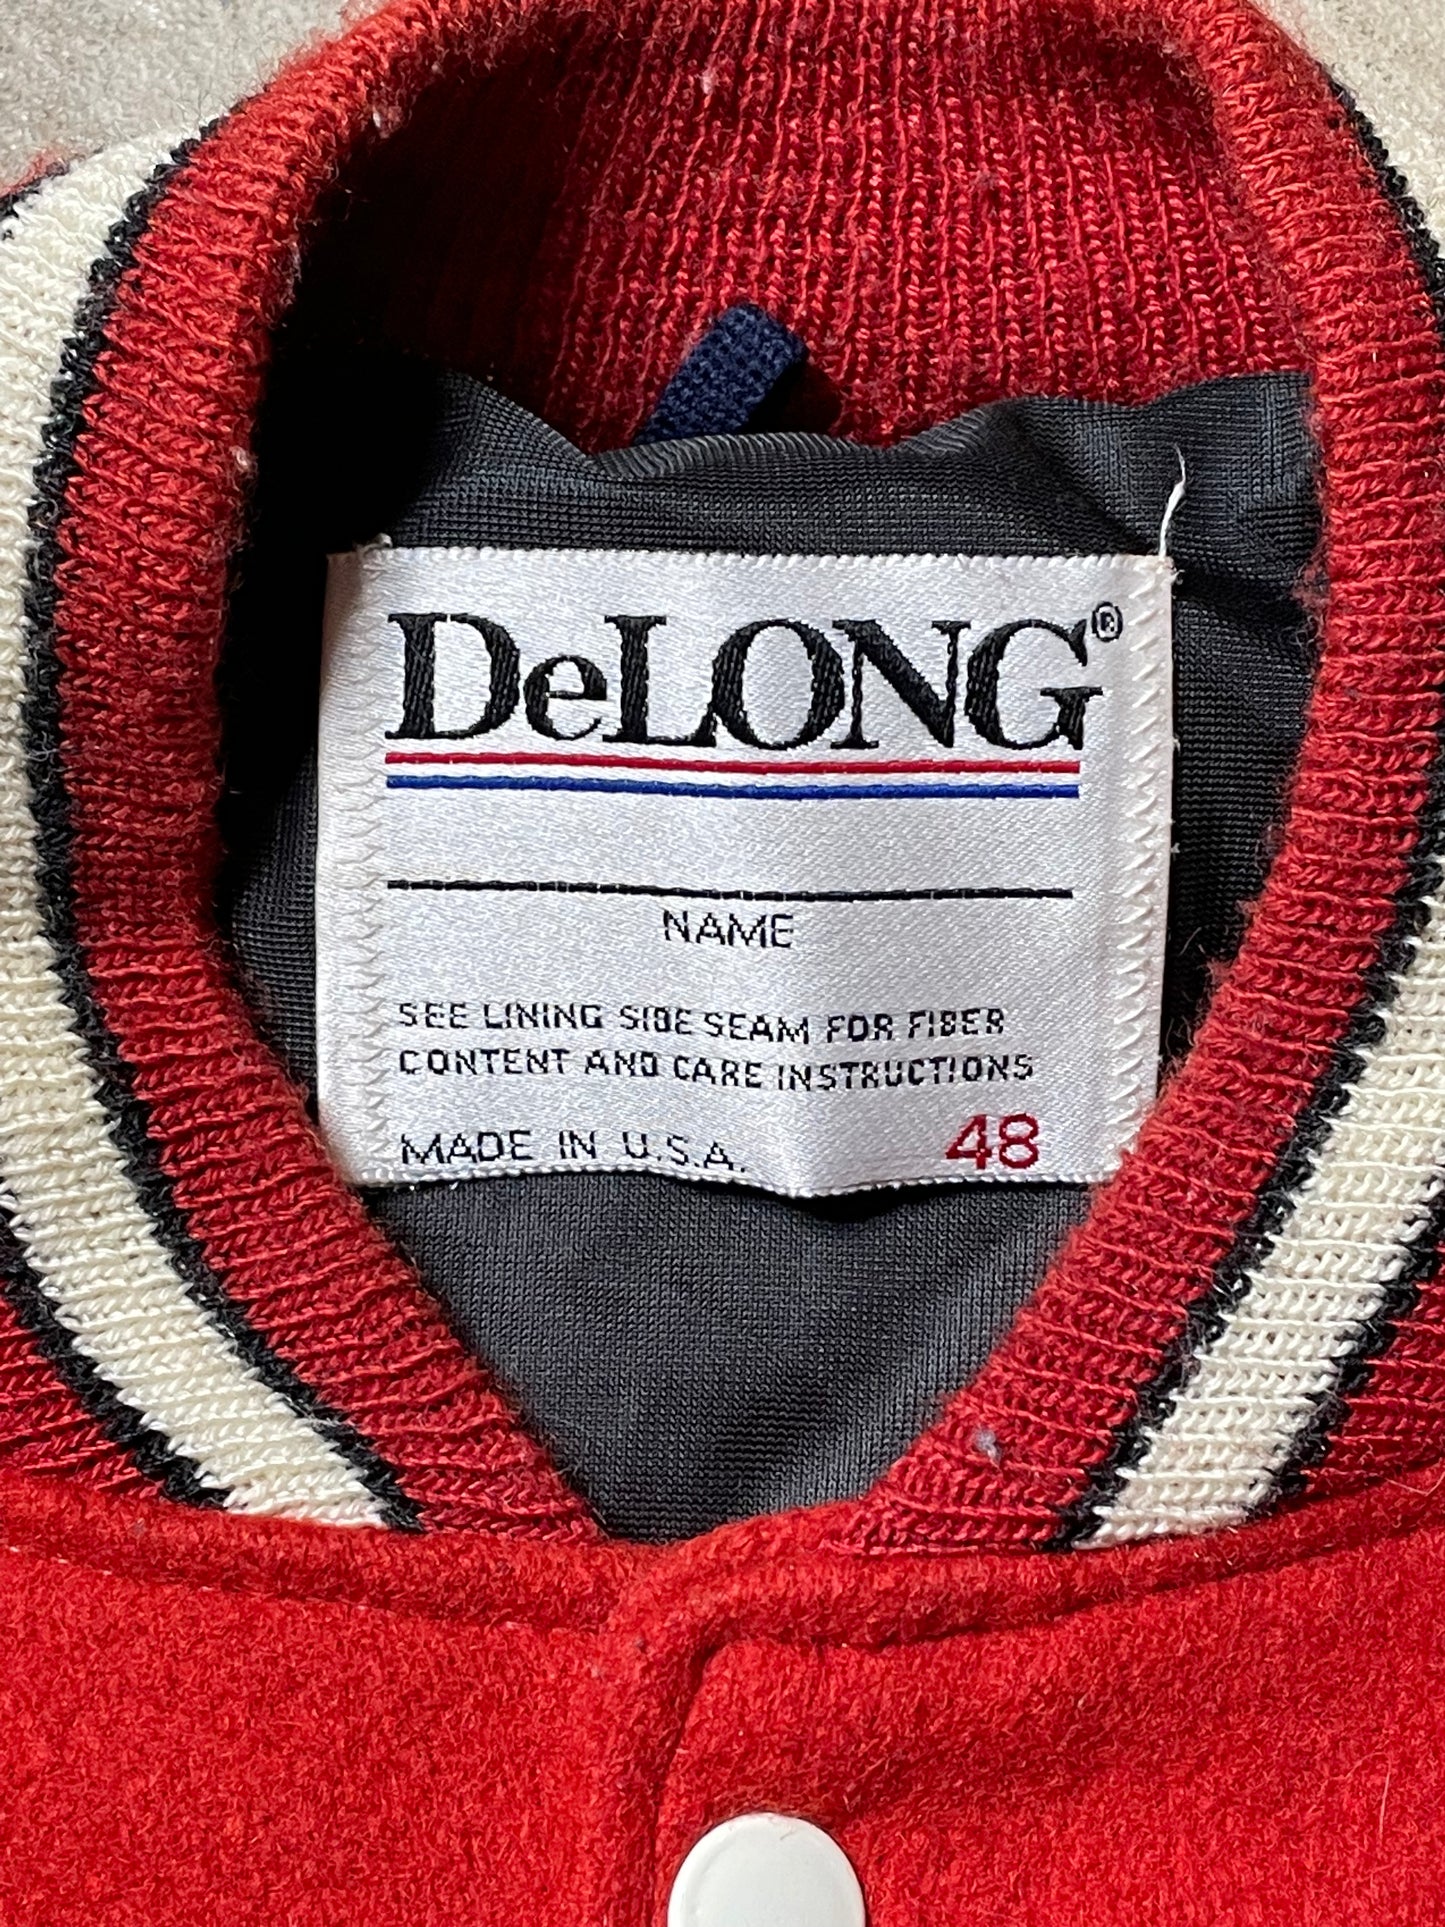 DeLONG®
NAME
SEE LINING SIDE SEAM FOR FIBER
CONTENT AND CARE INSTRUCTIONS
MADE IN U.S.A. 48